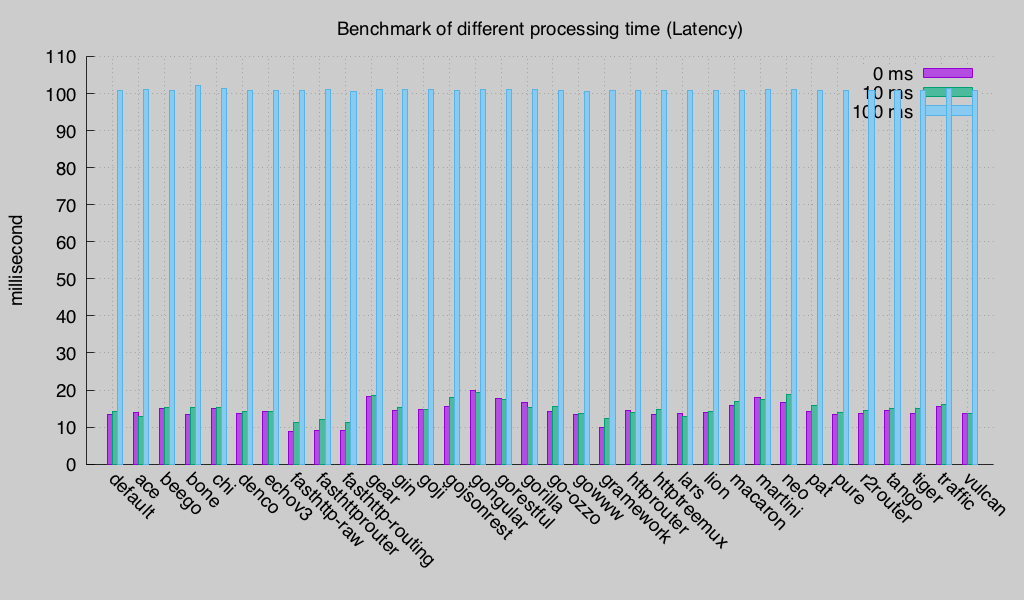 Benchmark of different processing time (Latency)
110
100
90
80
70
60
50
40
30
20
10
0
millisecond
0 ms
10 ms
100 ms
default
ace
beego
bone
chi
denco
echov3
fasthttp-raw
fasthttprouter
fasthttp-routing
gear
gin
goji
gojsonrest
gongular
gorestful
gorilla
go-ozzo
gowww
gramework
httprouter
httptreemux
lars
lion
macaron
martini
neo
pat
pure
r2router
tango
tiger
traffic
vulcan